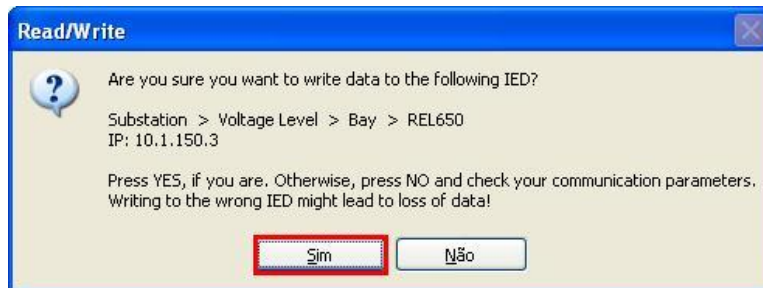 Read/Write
Are you sure you want to write data to the following IED?
Substation > Voltage Level > Bay > REL650
IP: 10.1.150.3
Press YES, if you are. Otherwise, press NO and check your communication parameters.
Writing to the wrong IED might lead to loss of data!
Sim
Não